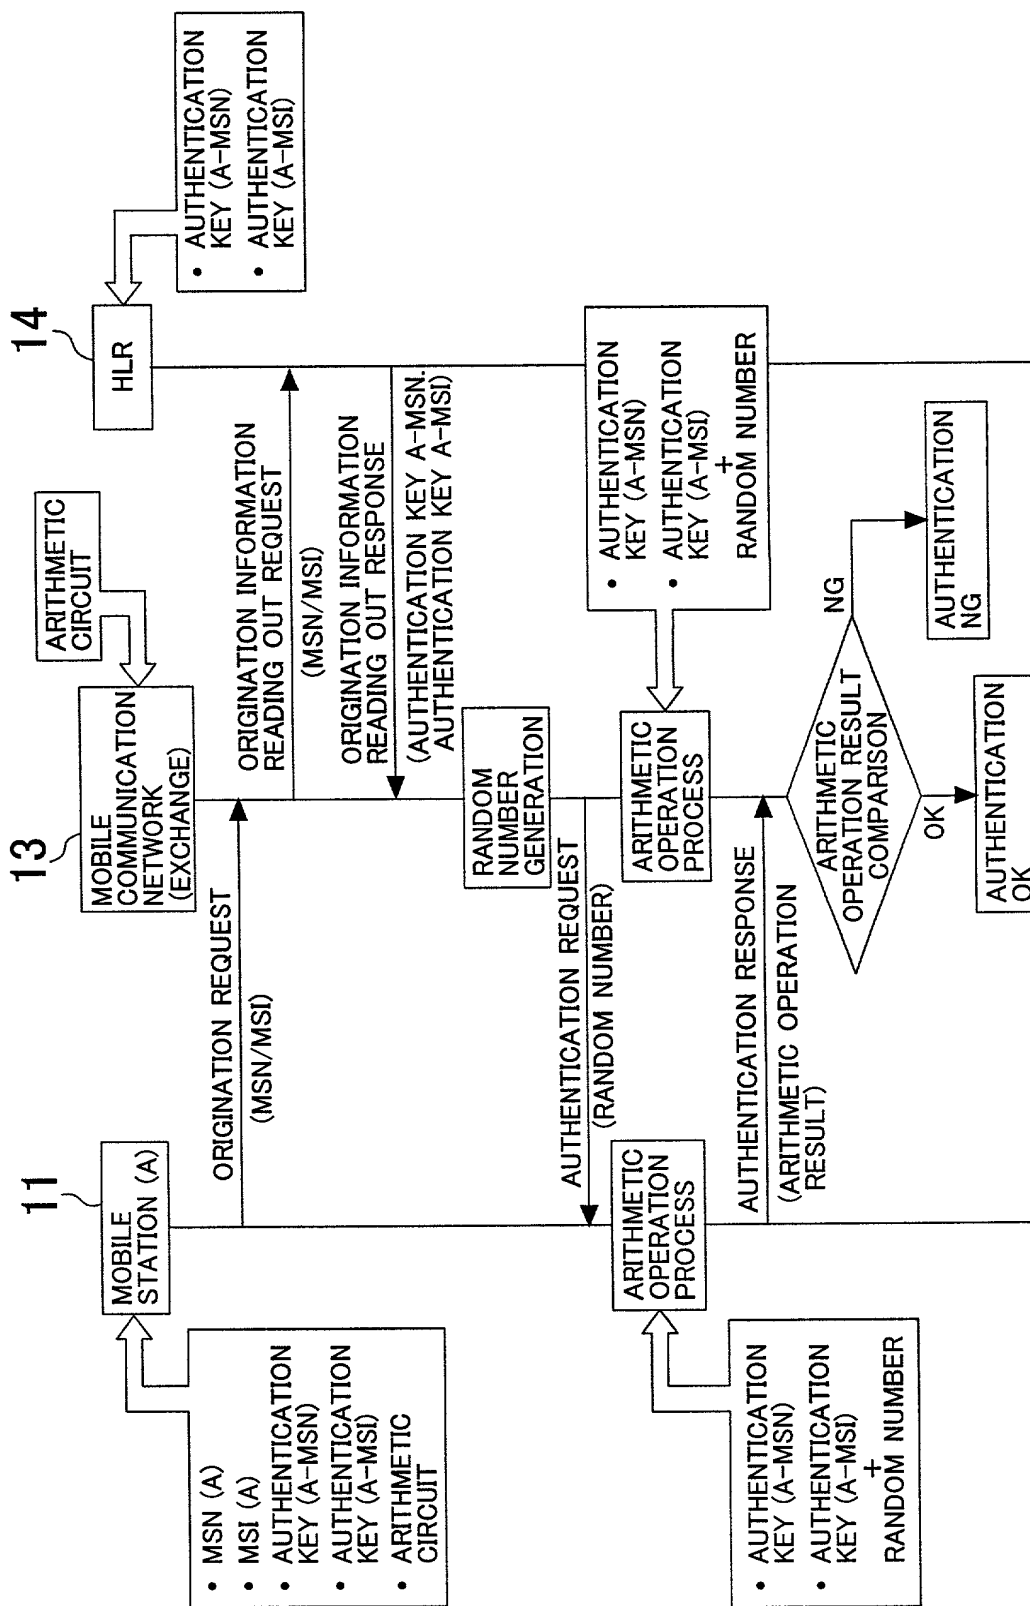 11
MOBILE
STATION (A)
• MSN (A)
• MSI (A)
• AUTHENTICATION
KEY (A-MSN)
• AUTHENTICATION
KEY (A-MSI)
• ARITHMETIC
CIRCUIT
13
MOBILE
COMMUNICATION
NETWORK
(EXCHANGE)
ARITHMETIC
CIRCUIT
14
HLR
• AUTHENTICATION
KEY (A-MSN)
• AUTHENTICATION
KEY (A-MSI)
ORIGINATION REQUEST
(MSN/MSI)
ORIGINATION INFORMATION
READING OUT REQUEST
(MSN/MSI)
ORIGINATION INFORMATION
READING OUT RESPONSE
(AUTHENTICATION KEY A-MSN.
AUTHENTICATION KEY A-MSI)
RANDOM
NUMBER
GENERATION
AUTHENTICATION REQUEST
(RANDOM NUMBER)
ARITHMETIC
OPERATION
PROCESS
• AUTHENTICATION
KEY (A-MSN)
• AUTHENTICATION
KEY (A-MSI)
+
RANDOM NUMBER
ARITHMETIC
OPERATION
PROCESS
• AUTHENTICATION
KEY (A-MSN)
• AUTHENTICATION
KEY (A-MSI)
+
RANDOM NUMBER
AUTHENTICATION RESPONSE
(ARITHMETIC OPERATION
RESULT)
ARITHMETIC
OPERATION RESULT
COMPARISON
NG
AUTHENTICATION
NG
OK
AUTHENTICATION
OK